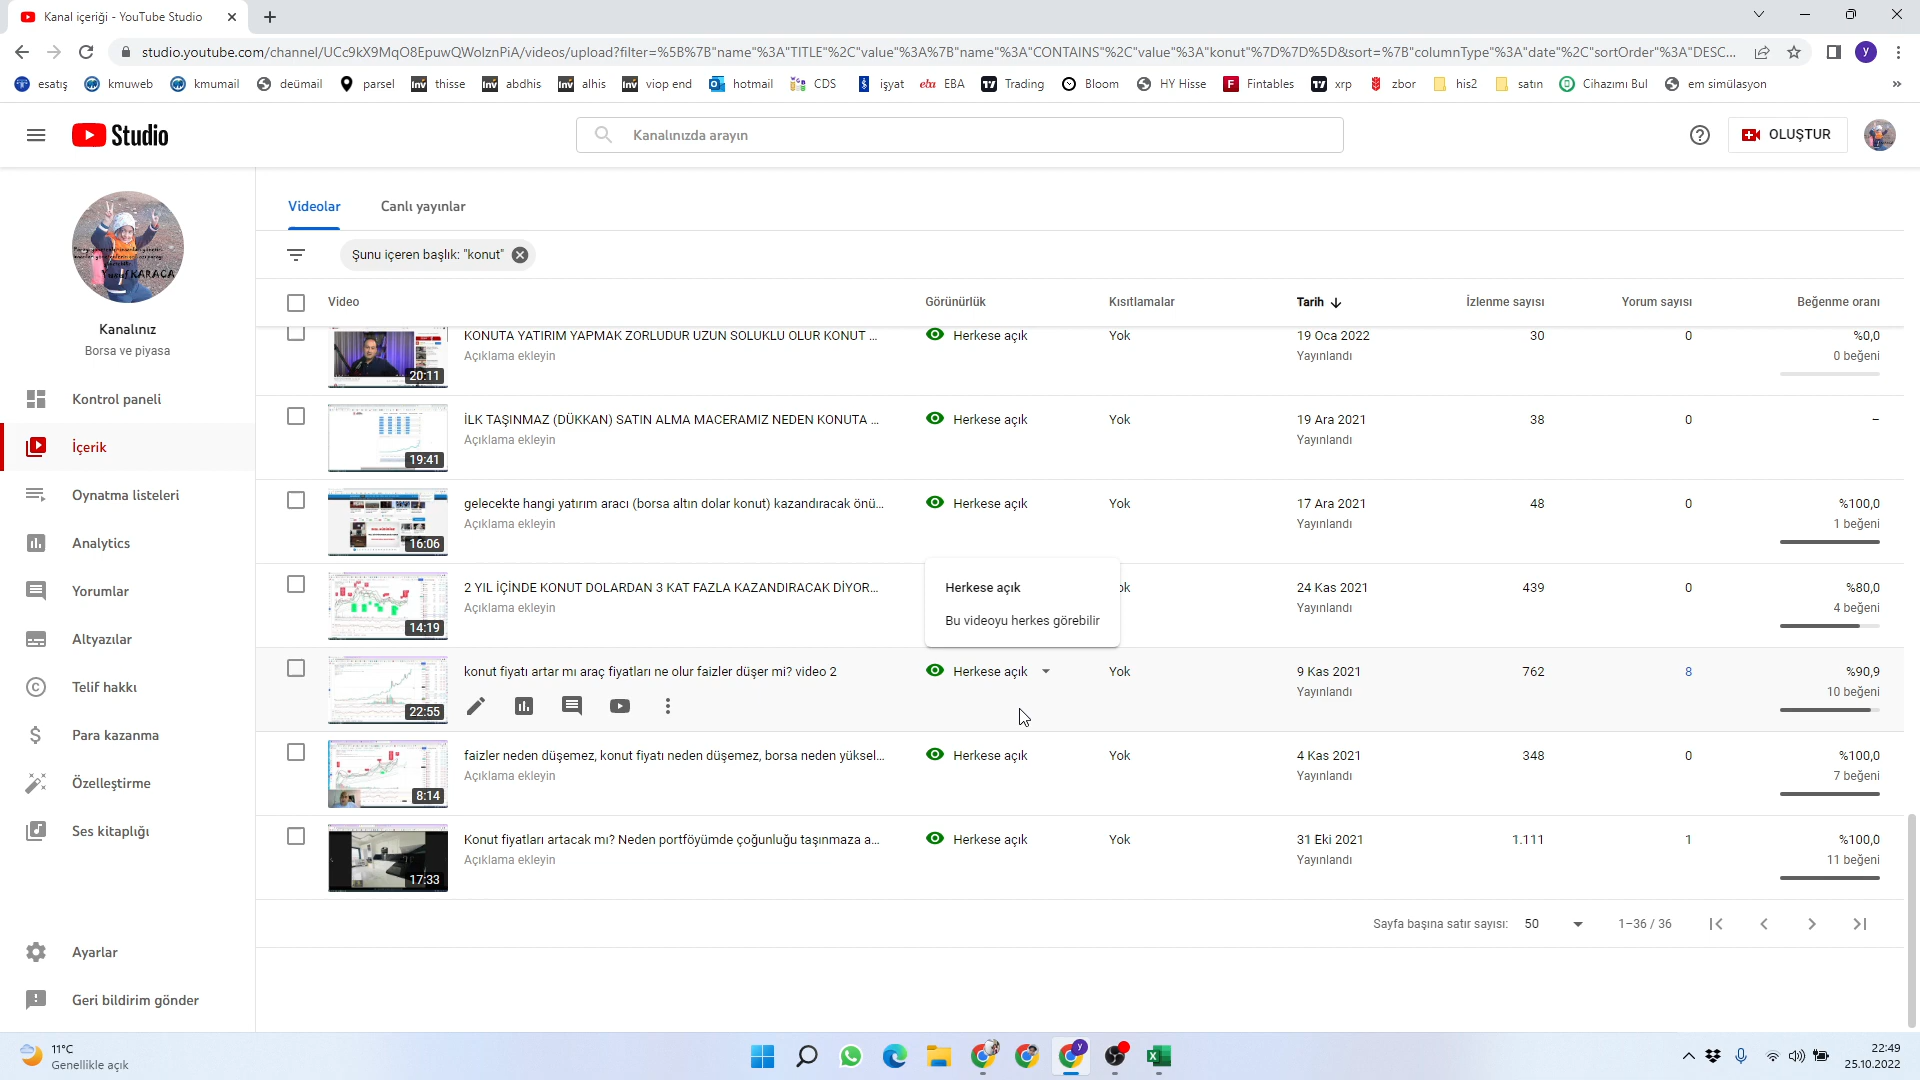 Kanal içeriği - YouTube Studio
studio.youtube.com/channel/UCc9kX9MqO8EpuwQWolznPiA/videos/upload?filter=%5B%7B"name"%3A"TITLE"%2C"value"%3A%7B"name"%3A"CONTAINS"%2C"value"%3A"konut"%7D%7D%5D&sort=%7B"columnType"%3A"date"%2C"sortOrder"%3A"DESC...
y
esatış kmuweb kmumail deümail parsel thisse abdhis alhis viop end hotmail CDS işyat EBA Trading Bloom HY Hisse Fintables xrp zbor his2 satın Cihazımı Bul em simülasyon »
Studio
Kanalınızda arayın
OLUŞTUR
Yusuf KARACA
Kanalınız
Borsa ve piyasa
Kontrol paneli
İçerik
Oynatma listeleri
Analytics
Yorumlar
Altyazılar
Telif hakkı
Para kazanma
Özelleştirme
Ses kitaplığı
Ayarlar
Geri bildirim gönder
Videolar Canlı yayınlar
Şunu içeren başlık: "konut"
Video Görünürlük Kısıtlamalar Tarih İzlenme sayısı Yorum sayısı Beğenme oranı
KONUTA YATIRIM YAPMAK ZORLUDUR UZUN SOLUKLU OLUR KONUT ... Herkese açık Yok 19 Oca 2022 30 0 %0,0
20:11 Açıklama ekleyin Yayınlandı 0 beğeni
İLK TAŞINMAZ (DÜKKAN) SATIN ALMA MACERAMIZ NEDEN KONUTA ... Herkese açık Yok 19 Ara 2021 38 0 –
19:41 Açıklama ekleyin Yayınlandı
gelecekte hangi yatırım aracı (borsa altın dolar konut) kazandıracak önü... Herkese açık Yok 17 Ara 2021 48 0 %100,0
16:06 Açıklama ekleyin Yayınlandı 1 beğeni
2 YIL İÇİNDE KONUT DOLARDAN 3 KAT FAZLA KAZANDIRACAK DİYOR... Herkese açık ok 24 Kas 2021 439 0 %80,0
14:19 Açıklama ekleyin Bu videoyu herkes görebilir Yayınlandı 4 beğeni
konut fiyatı artar mı araç fiyatları ne olur faizler düşer mi? video 2 Herkese açık Yok 9 Kas 2021 762 8 %90,9
22:55 Yayınlandı 10 beğeni
faizler neden düşemez, konut fiyatı neden düşemez, borsa neden yüksel... Herkese açık Yok 4 Kas 2021 348 0 %100,0
8:14 Açıklama ekleyin Yayınlandı 7 beğeni
Konut fiyatları artacak mı? Neden portföyümde çoğunluğu taşınmaza a... Herkese açık Yok 31 Eki 2021 1.111 1 %100,0
17:33 Açıklama ekleyin Yayınlandı 11 beğeni
Sayfa başına satır sayısı: 50 1–36 / 36
11°C
Genellikle açık
22:49
25.10.2022